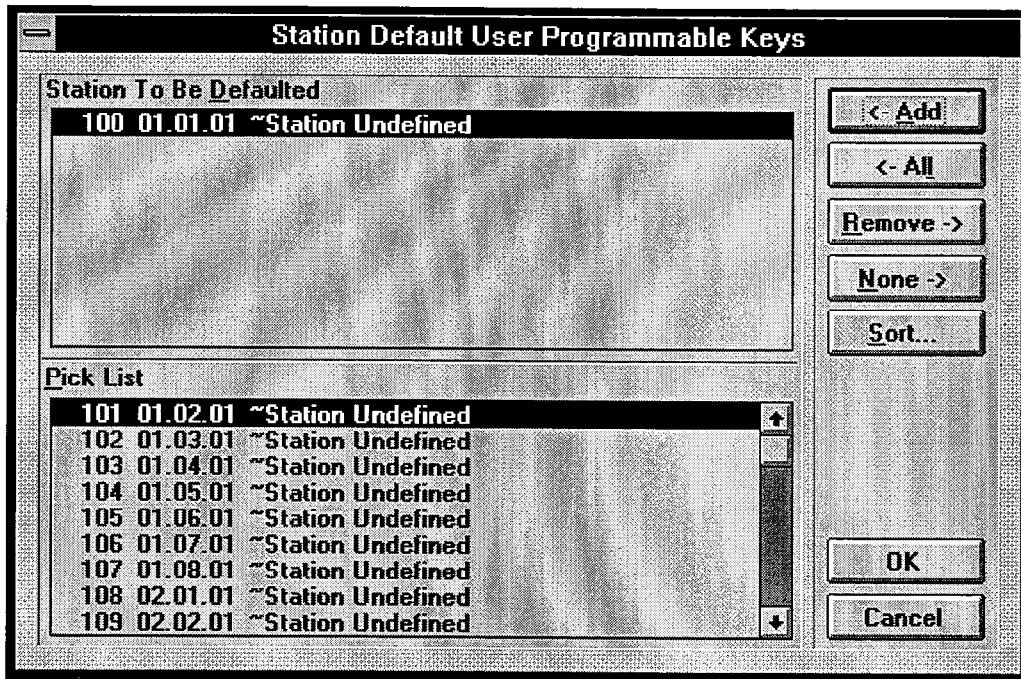 Station Default User Programmable Keys
Station To Be Defaulted
100 01.01.01 ~Station Undefined
Pick List
101 01.02.01 ~Station Undefined
102 01.03.01 ~Station Undefined
103 01.04.01 ~Station Undefined
104 01.05.01 ~Station Undefined
105 01.06.01 ~Station Undefined
106 01.07.01 ~Station Undefined
107 01.08.01 ~Station Undefined
108 02.01.01 ~Station Undefined
109 02.02.01 ~Station Undefined
<- Add
<- All
Remove ->
None ->
Sort...
OK
Cancel